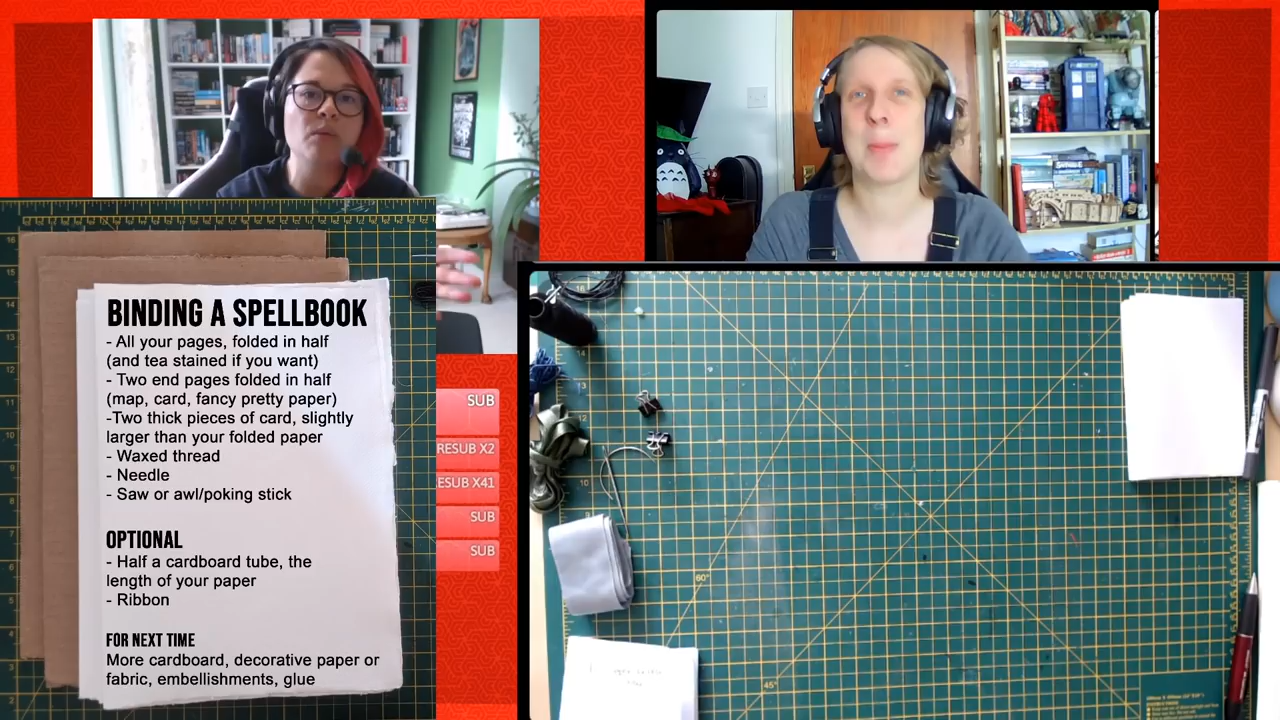 BINDING A SPELLBOOK
- All your pages, folded in half
(and tea stained if you want)
- Two end pages folded in half
(map, card, fancy pretty paper)
-Two thick pieces of card, slightly
larger than your folded paper
- Waxed thread
- Needle
- Saw or awl/poking stick
OPTIONAL
- Half a cardboard tube, the
length of your paper
- Ribbon
FOR NEXT TIME
More cardboard, decorative paper or
fabric, embellishments, glue
SUB
RESUB X2
ESUB X41
SUB
SUB
60°
45°